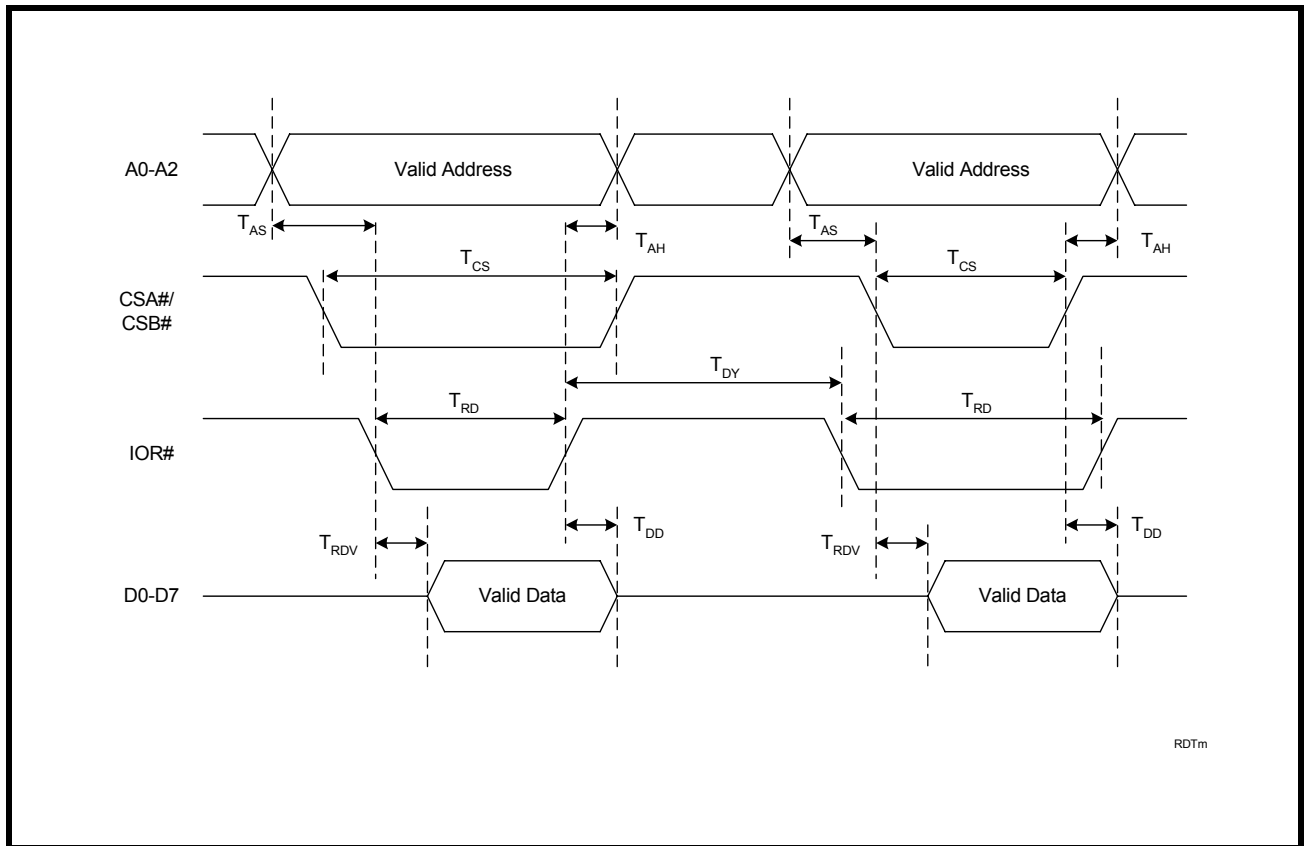 A0-A2
Valid Address
Valid Address
TAS
TAH
TAS
TAH
TCS
TCS
CSA#/
CSB#
TDY
TRD
TRD
IOR#
TRDV
TDD
TRDV
TDD
D0-D7
Valid Data
Valid Data
RDTm